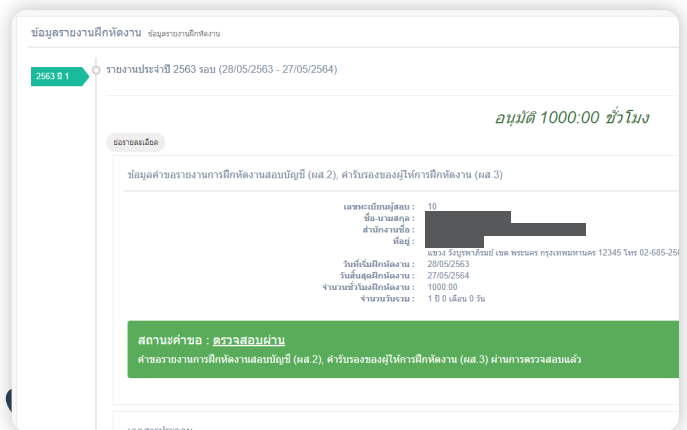 ข้อมูลรายงานฝึกหัดงาน ข้อมูลรายงานฝึกหัดงาน
2563 ปี 1
รายงานประจำปี 2563 รอบ (28/05/2563 - 27/05/2564)
อนุมัติ 1000:00 ชั่วโมง
ย่อรายละเอียด
ข้อมูลคำขอรายงานการฝึกหัดงานสอบบัญชี (ผส.2), คำรับรองของผู้ให้การฝึกหัดงาน (ผส.3)
เลขทะเบียนผู้สอบ : 10
ชื่อ-นามสกุล :
สำนักงานชื่อ :
ที่อยู่ :
แขวง วังบูรพาภิรมย์ เขต พระนคร กรุงเทพมหานคร 12345 โทร 02-685-250
วันที่เริ่มฝึกหัดงาน : 28/05/2563
วันสิ้นสุดฝึกหัดงาน : 27/05/2564
จำนวนชั่วโมงฝึกหัดงาน : 1000:00
จำนวนวันรวม : 1 ปี 0 เดือน 0 วัน
สถานะคำขอ : ตรวจสอบผ่าน
คำขอรายงานการฝึกหัดงานสอบบัญชี (ผส.2), คำรับรองของผู้ให้การฝึกหัดงาน (ผส.3) ผ่านการตรวจสอบแล้ว